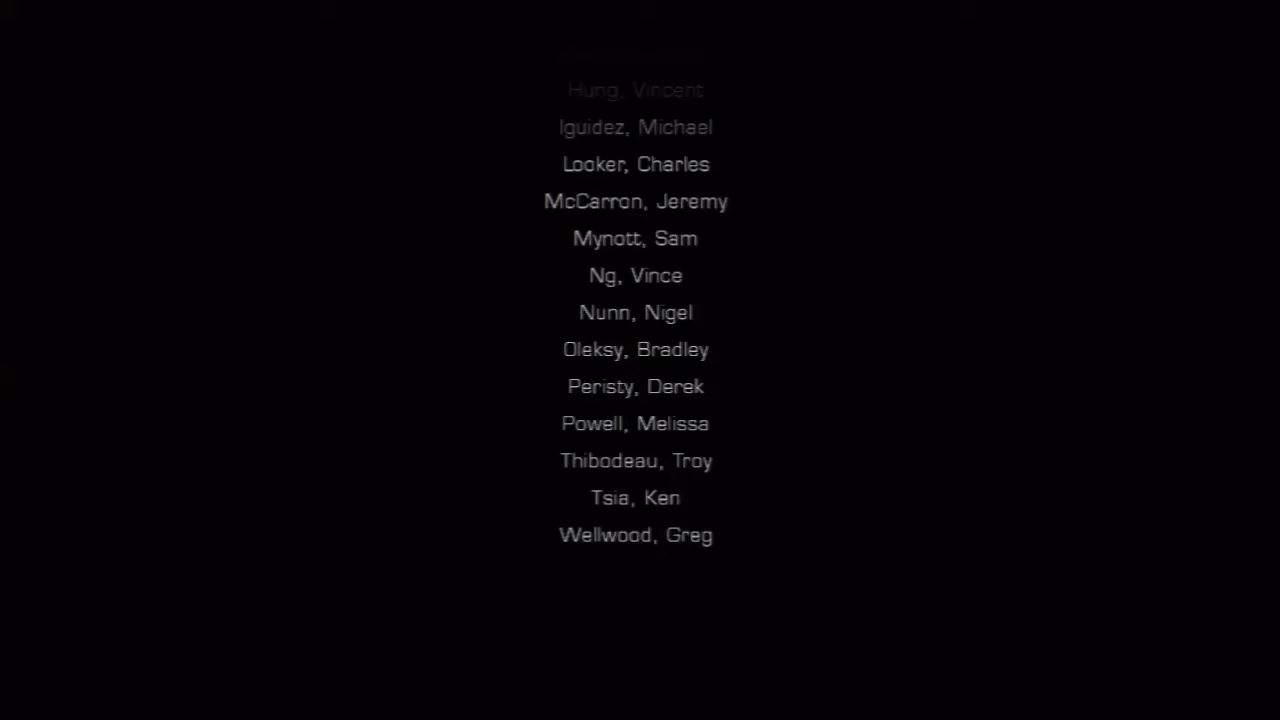 Hung, Vincent
Iguidez, Michael
Looker, Charles
McCarron, Jeremy
Mynott, Sam
Ng, Vince
Nunn, Nigel
Oleksy, Bradley
Peristy, Derek
Powell, Melissa
Thibodeau, Troy
Tsia, Ken
Wellwood, Greg